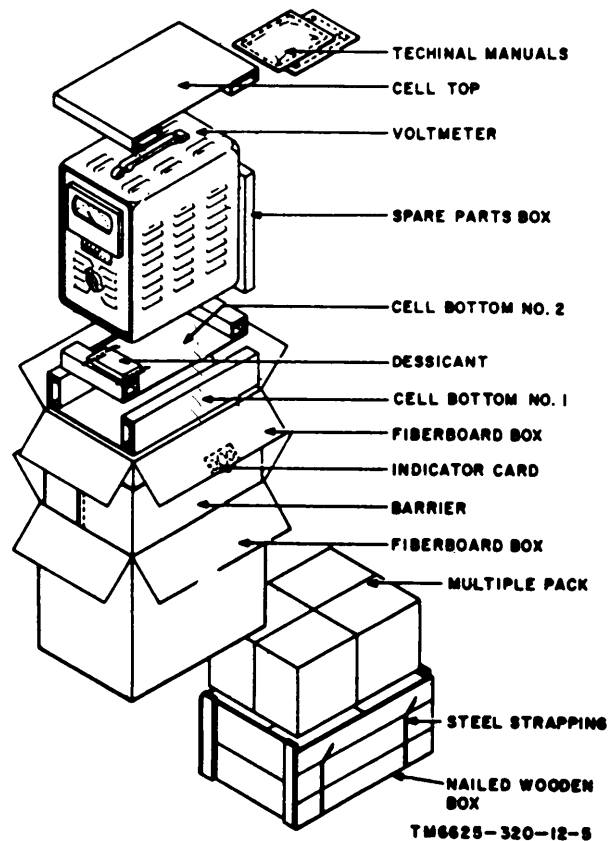 TECHINAL MANUALS
CELL TOP
VOLTMETER
SPARE PARTS BOX
CELL BOTTOM NO. 2
DESSICANT
CELL BOTTOM NO. 1
FIBERBOARD BOX
INDICATOR CARD
BARRIER
FIBERBOARD BOX
MULTIPLE PACK
STEEL STRAPPING
NAILED WOODEN
BOX
TM6625-320-12-5